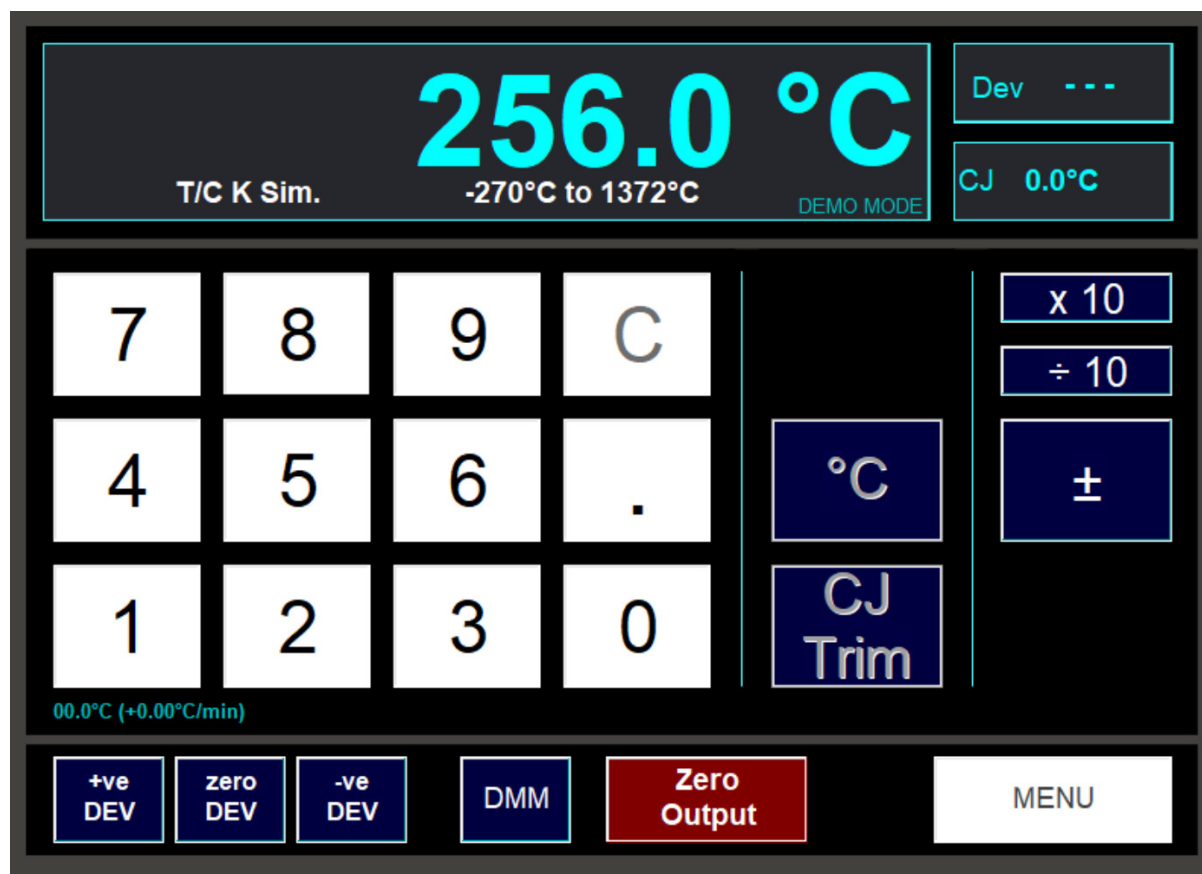 256.0 °C
T/C K Sim.
-270°C to 1372°C
DEMO MODE
Dev - - -
CJ 0.0°C
7
8
9
C
x 10
÷ 10
4
5
6
.
°C
±
1
2
3
0
CJ
Trim
00.0°C (+0.00°C/min)
+ve
DEV
zero
DEV
-ve
DEV
DMM
Zero
Output
MENU